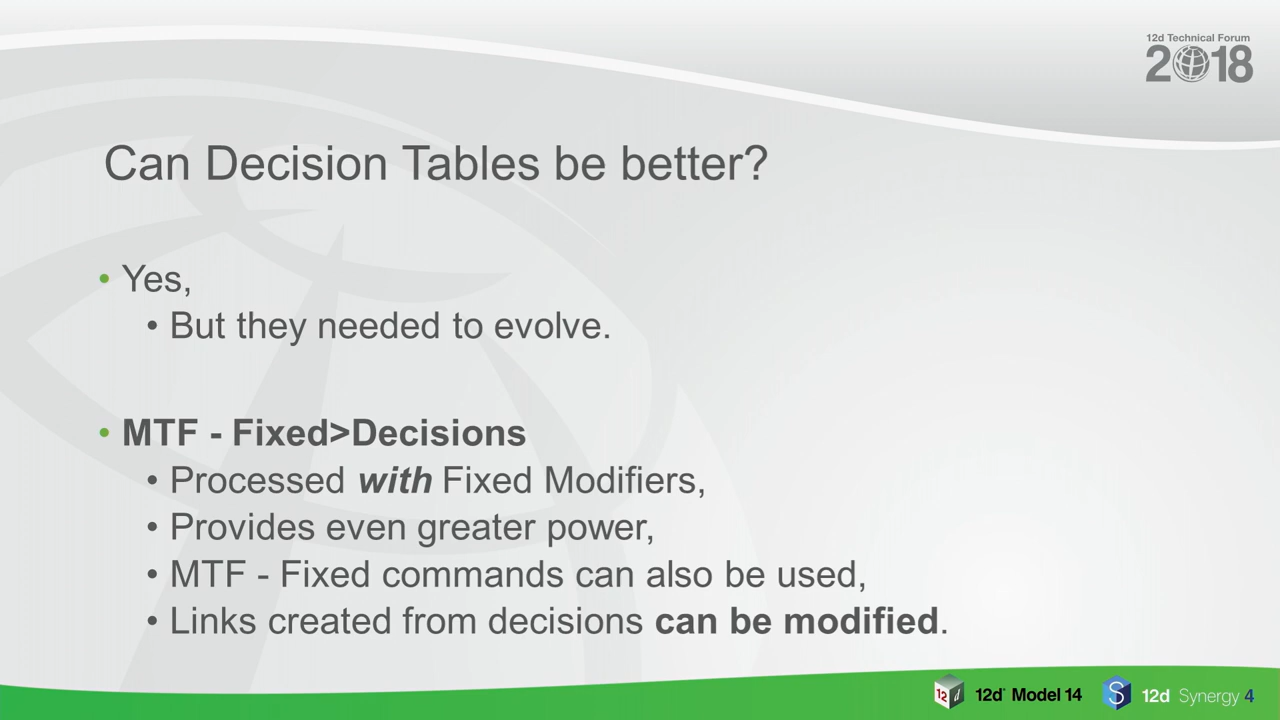 12d Technical Forum
2018
Can Decision Tables be better?
• Yes,
• But they needed to evolve.
• MTF - Fixed>Decisions
• Processed with Fixed Modifiers,
• Provides even greater power,
• MTF - Fixed commands can also be used,
• Links created from decisions can be modified.
12d 12d Model 14 S 12d Synergy 4